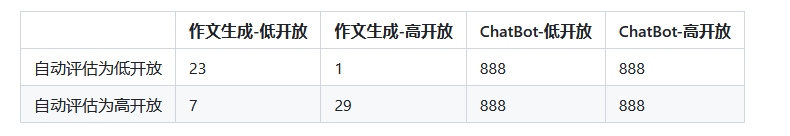 作文生成-低开放 作文生成-高开放 ChatBot-低开放 ChatBot-高开放
自动评估为低开放 23 1 888 888
自动评估为高开放 7 29 888 888